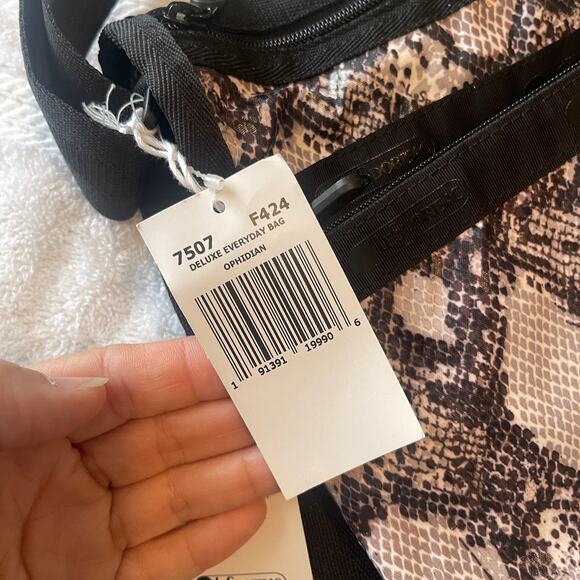 7507 F424
DELUXE EVERYDAY BAG
OPHIDIAN
1 91391 19990 6